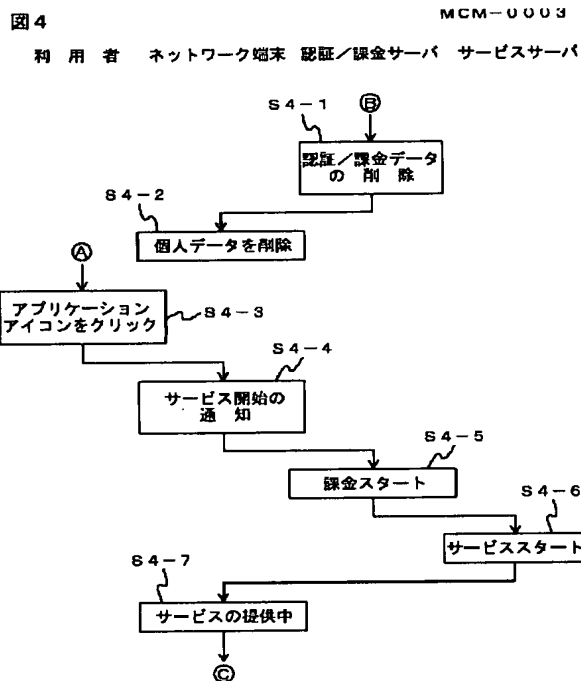 図4
MCM-0003
利用者 ネットワーク端末 認証／課金サーバ サービスサーバ
S4-1
Ⓑ
認証／課金データ
の削除
S4-2
個人データを削除
Ⓐ
アプリケーション
アイコンをクリック
S4-3
S4-4
サービス開始の
通知
S4-5
課金スタート
S4-6
サービススタート
S4-7
サービスの提供中
Ⓒ